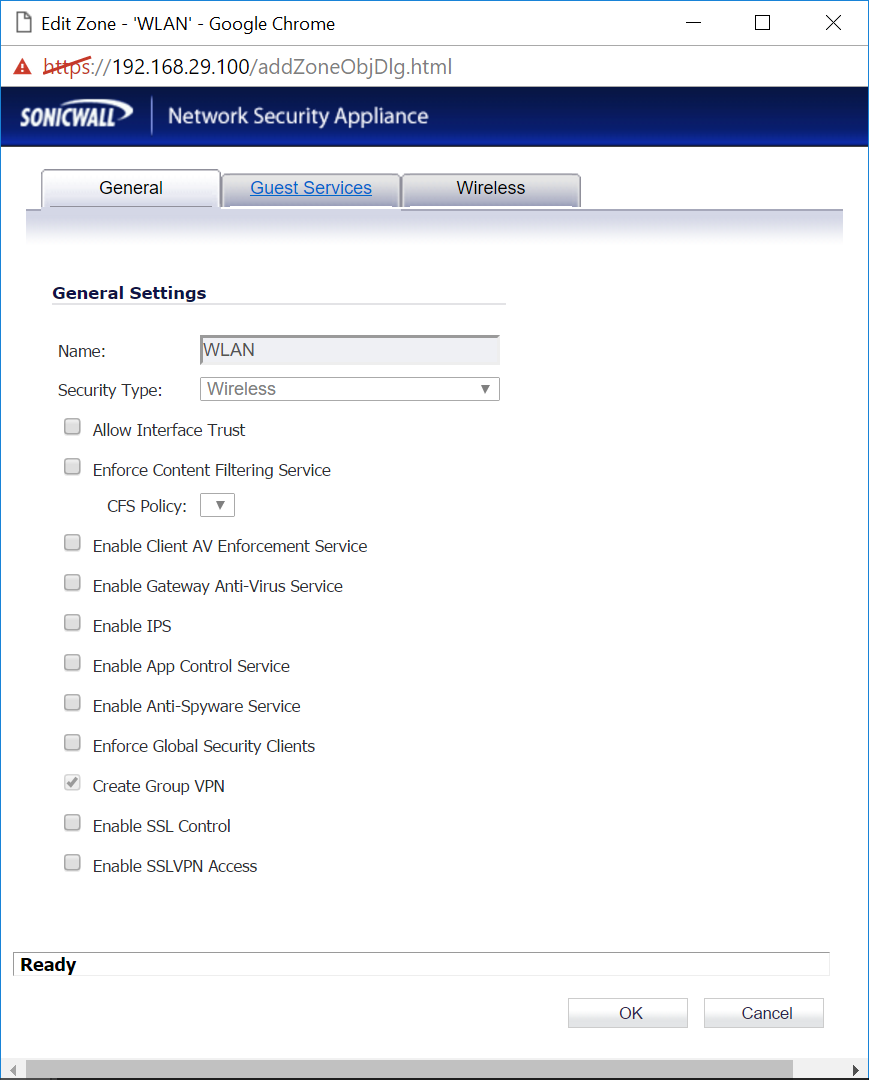 Edit Zone - 'WLAN' - Google Chrome
https://192.168.29.100/addZoneObjDlg.html
SONICWALL Network Security Appliance
General Guest Services Wireless
General Settings
Name: WLAN
Security Type: Wireless
Allow Interface Trust
Enforce Content Filtering Service
CFS Policy:
Enable Client AV Enforcement Service
Enable Gateway Anti-Virus Service
Enable IPS
Enable App Control Service
Enable Anti-Spyware Service
Enforce Global Security Clients
Create Group VPN
Enable SSL Control
Enable SSLVPN Access
Ready
OK Cancel